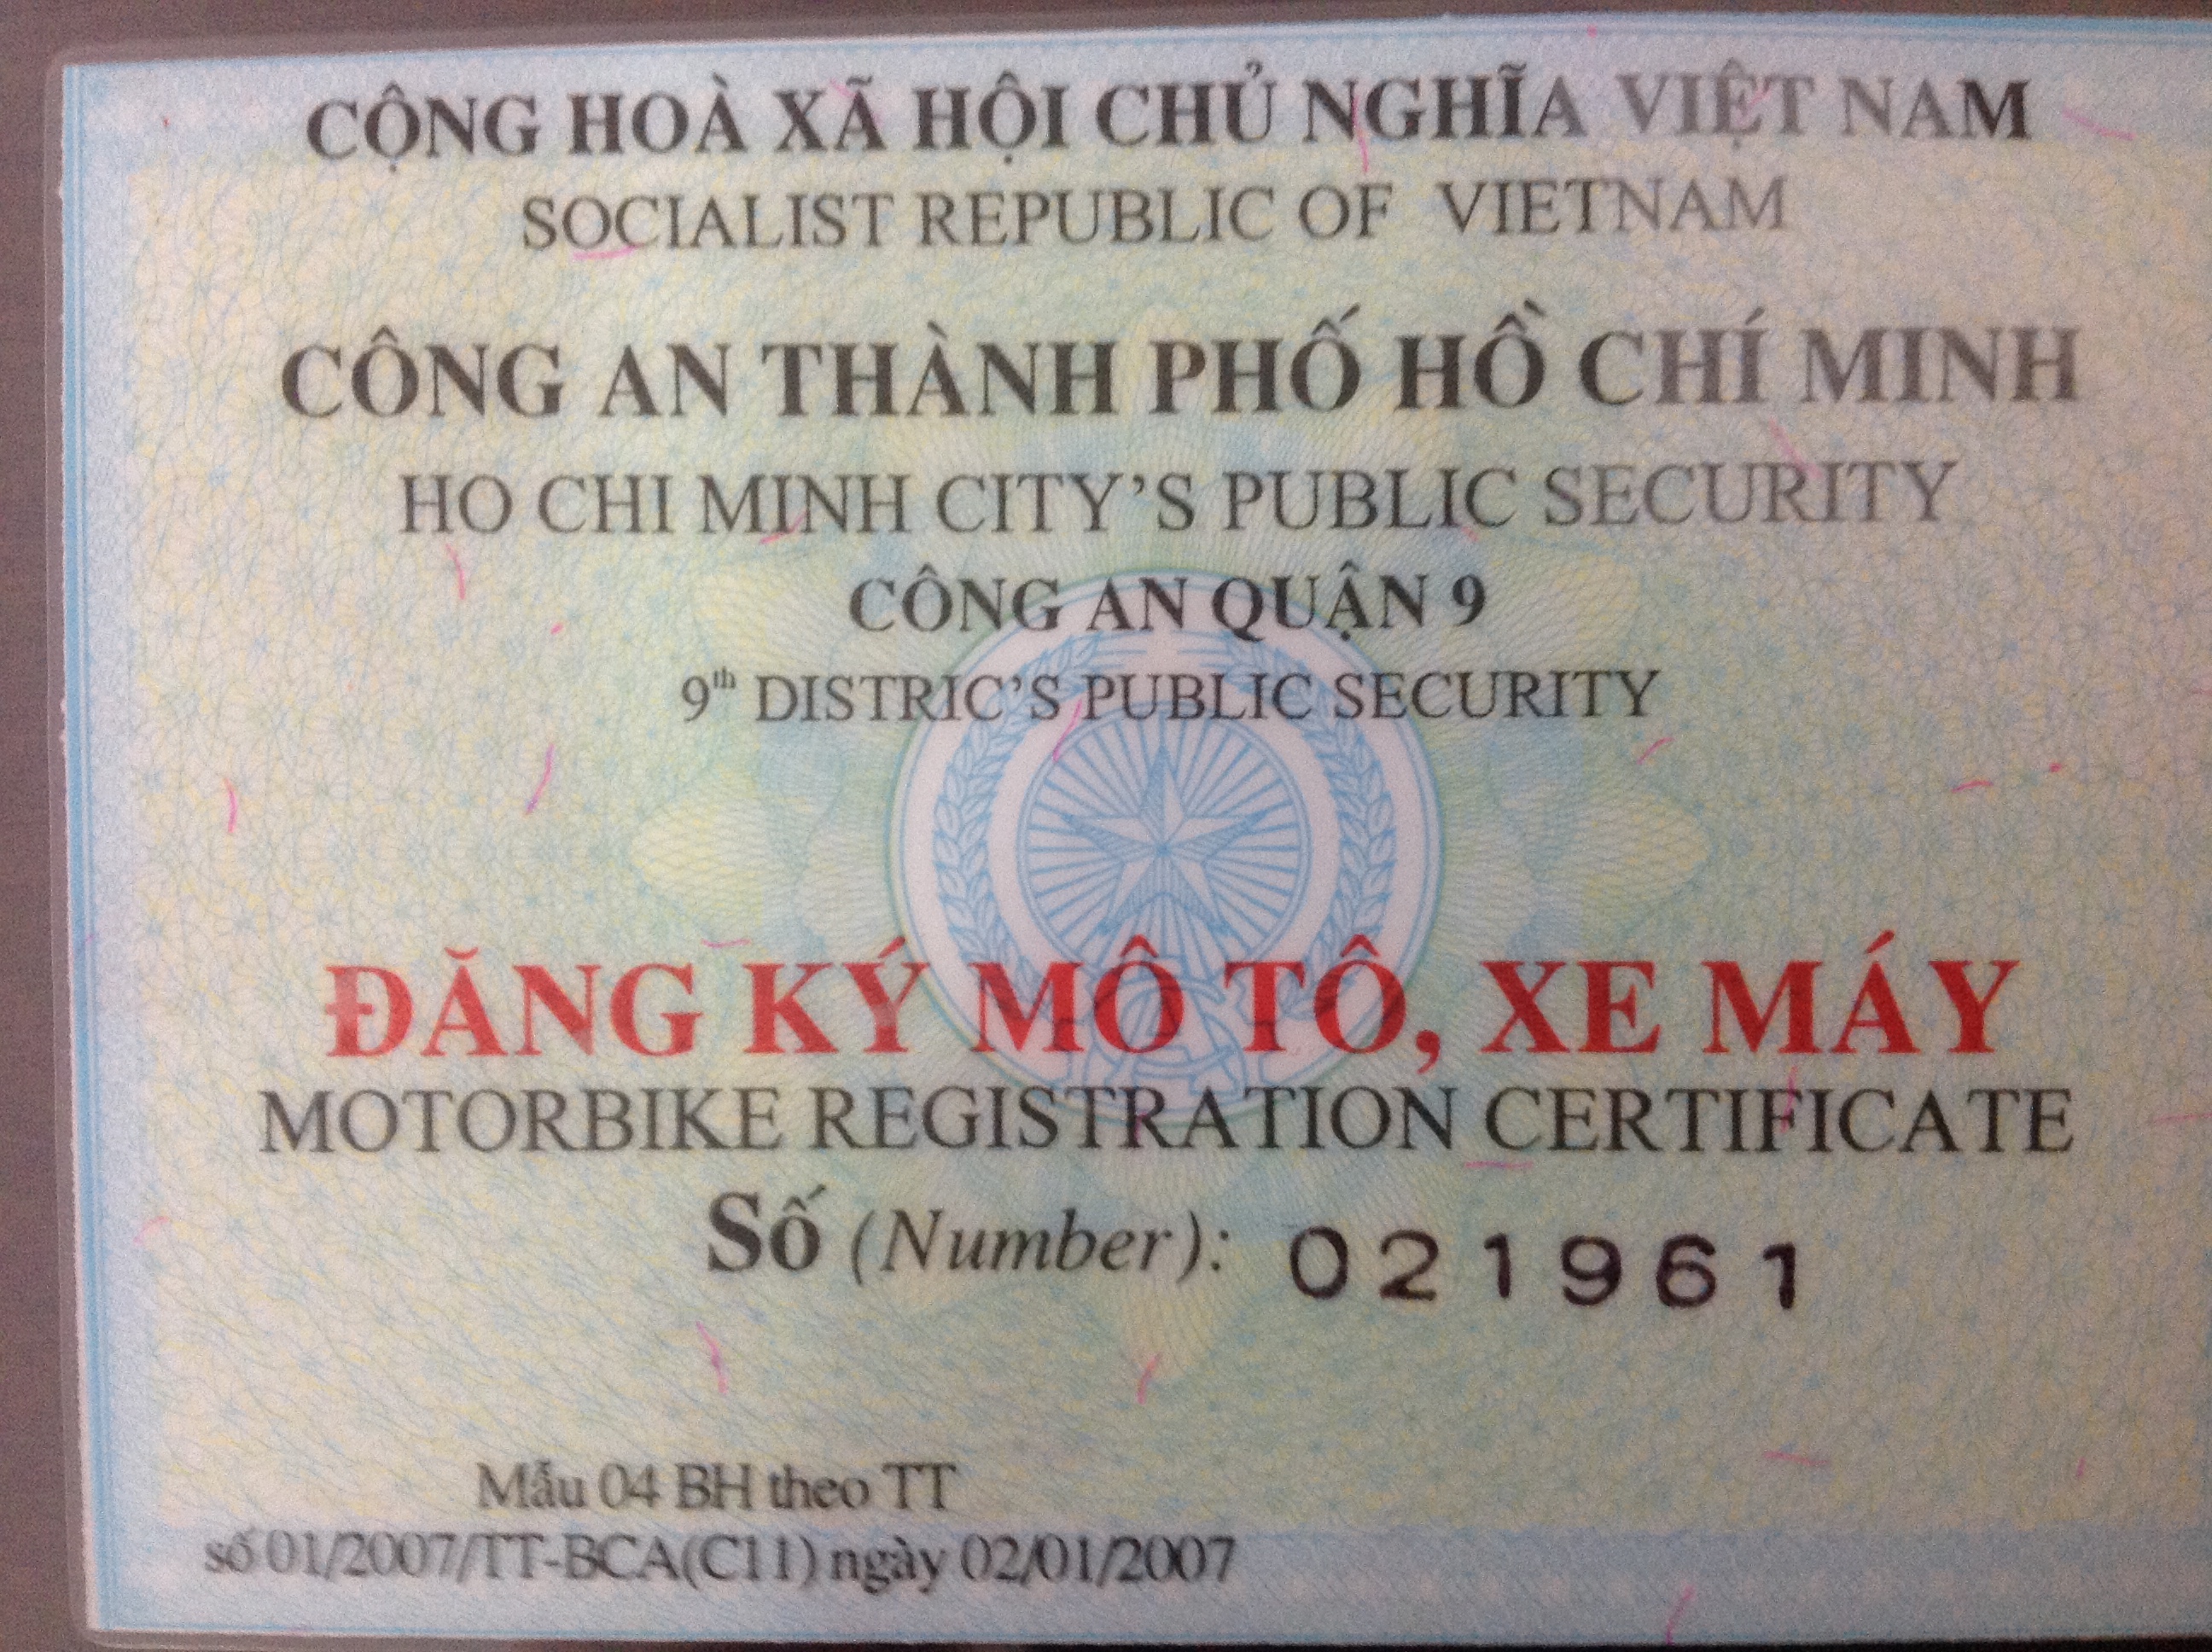 CỘNG HOÀ XÃ HỘI CHỦ NGHĨA VIỆT NAM
SOCIALIST REPUBLIC OF VIETNAM
CÔNG AN THÀNH PHỐ HỒ CHÍ MINH
HO CHI MINH CITY’S PUBLIC SECURITY
CÔNG AN QUẬN 9
9th DISTRIC’S PUBLIC SECURITY
ĐĂNG KÝ MÔ TÔ, XE MÁY
MOTORBIKE REGISTRATION CERTIFICATE
Số (Number): 021961
Mẫu 04 BH theo TT
số 01/2007/TT-BCA(C11) ngày 02/01/2007